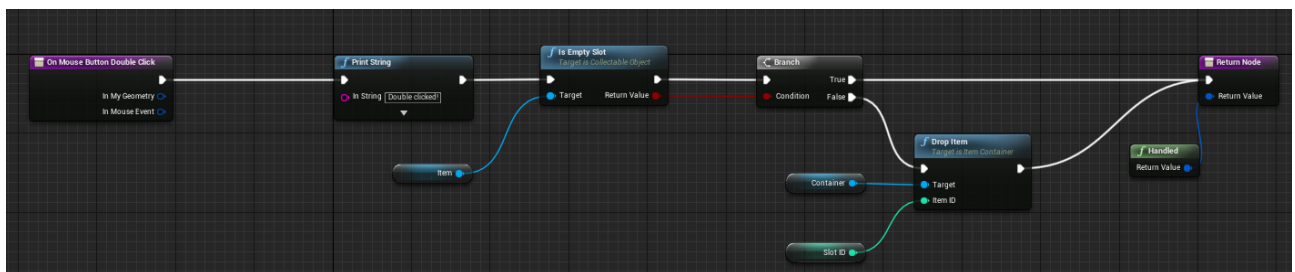 On Mouse Button Double Click
In My Geometry
In Mouse Event
f Print String
In String Double clicked!
Item
f Is Empty Slot
Target is Collectable Object
Target Return Value
Branch
True
Condition False
Container
Slot ID
f Drop Item
Target is Item Container
Target
Item ID
Return Node
Return Value
f Handled
Return Value